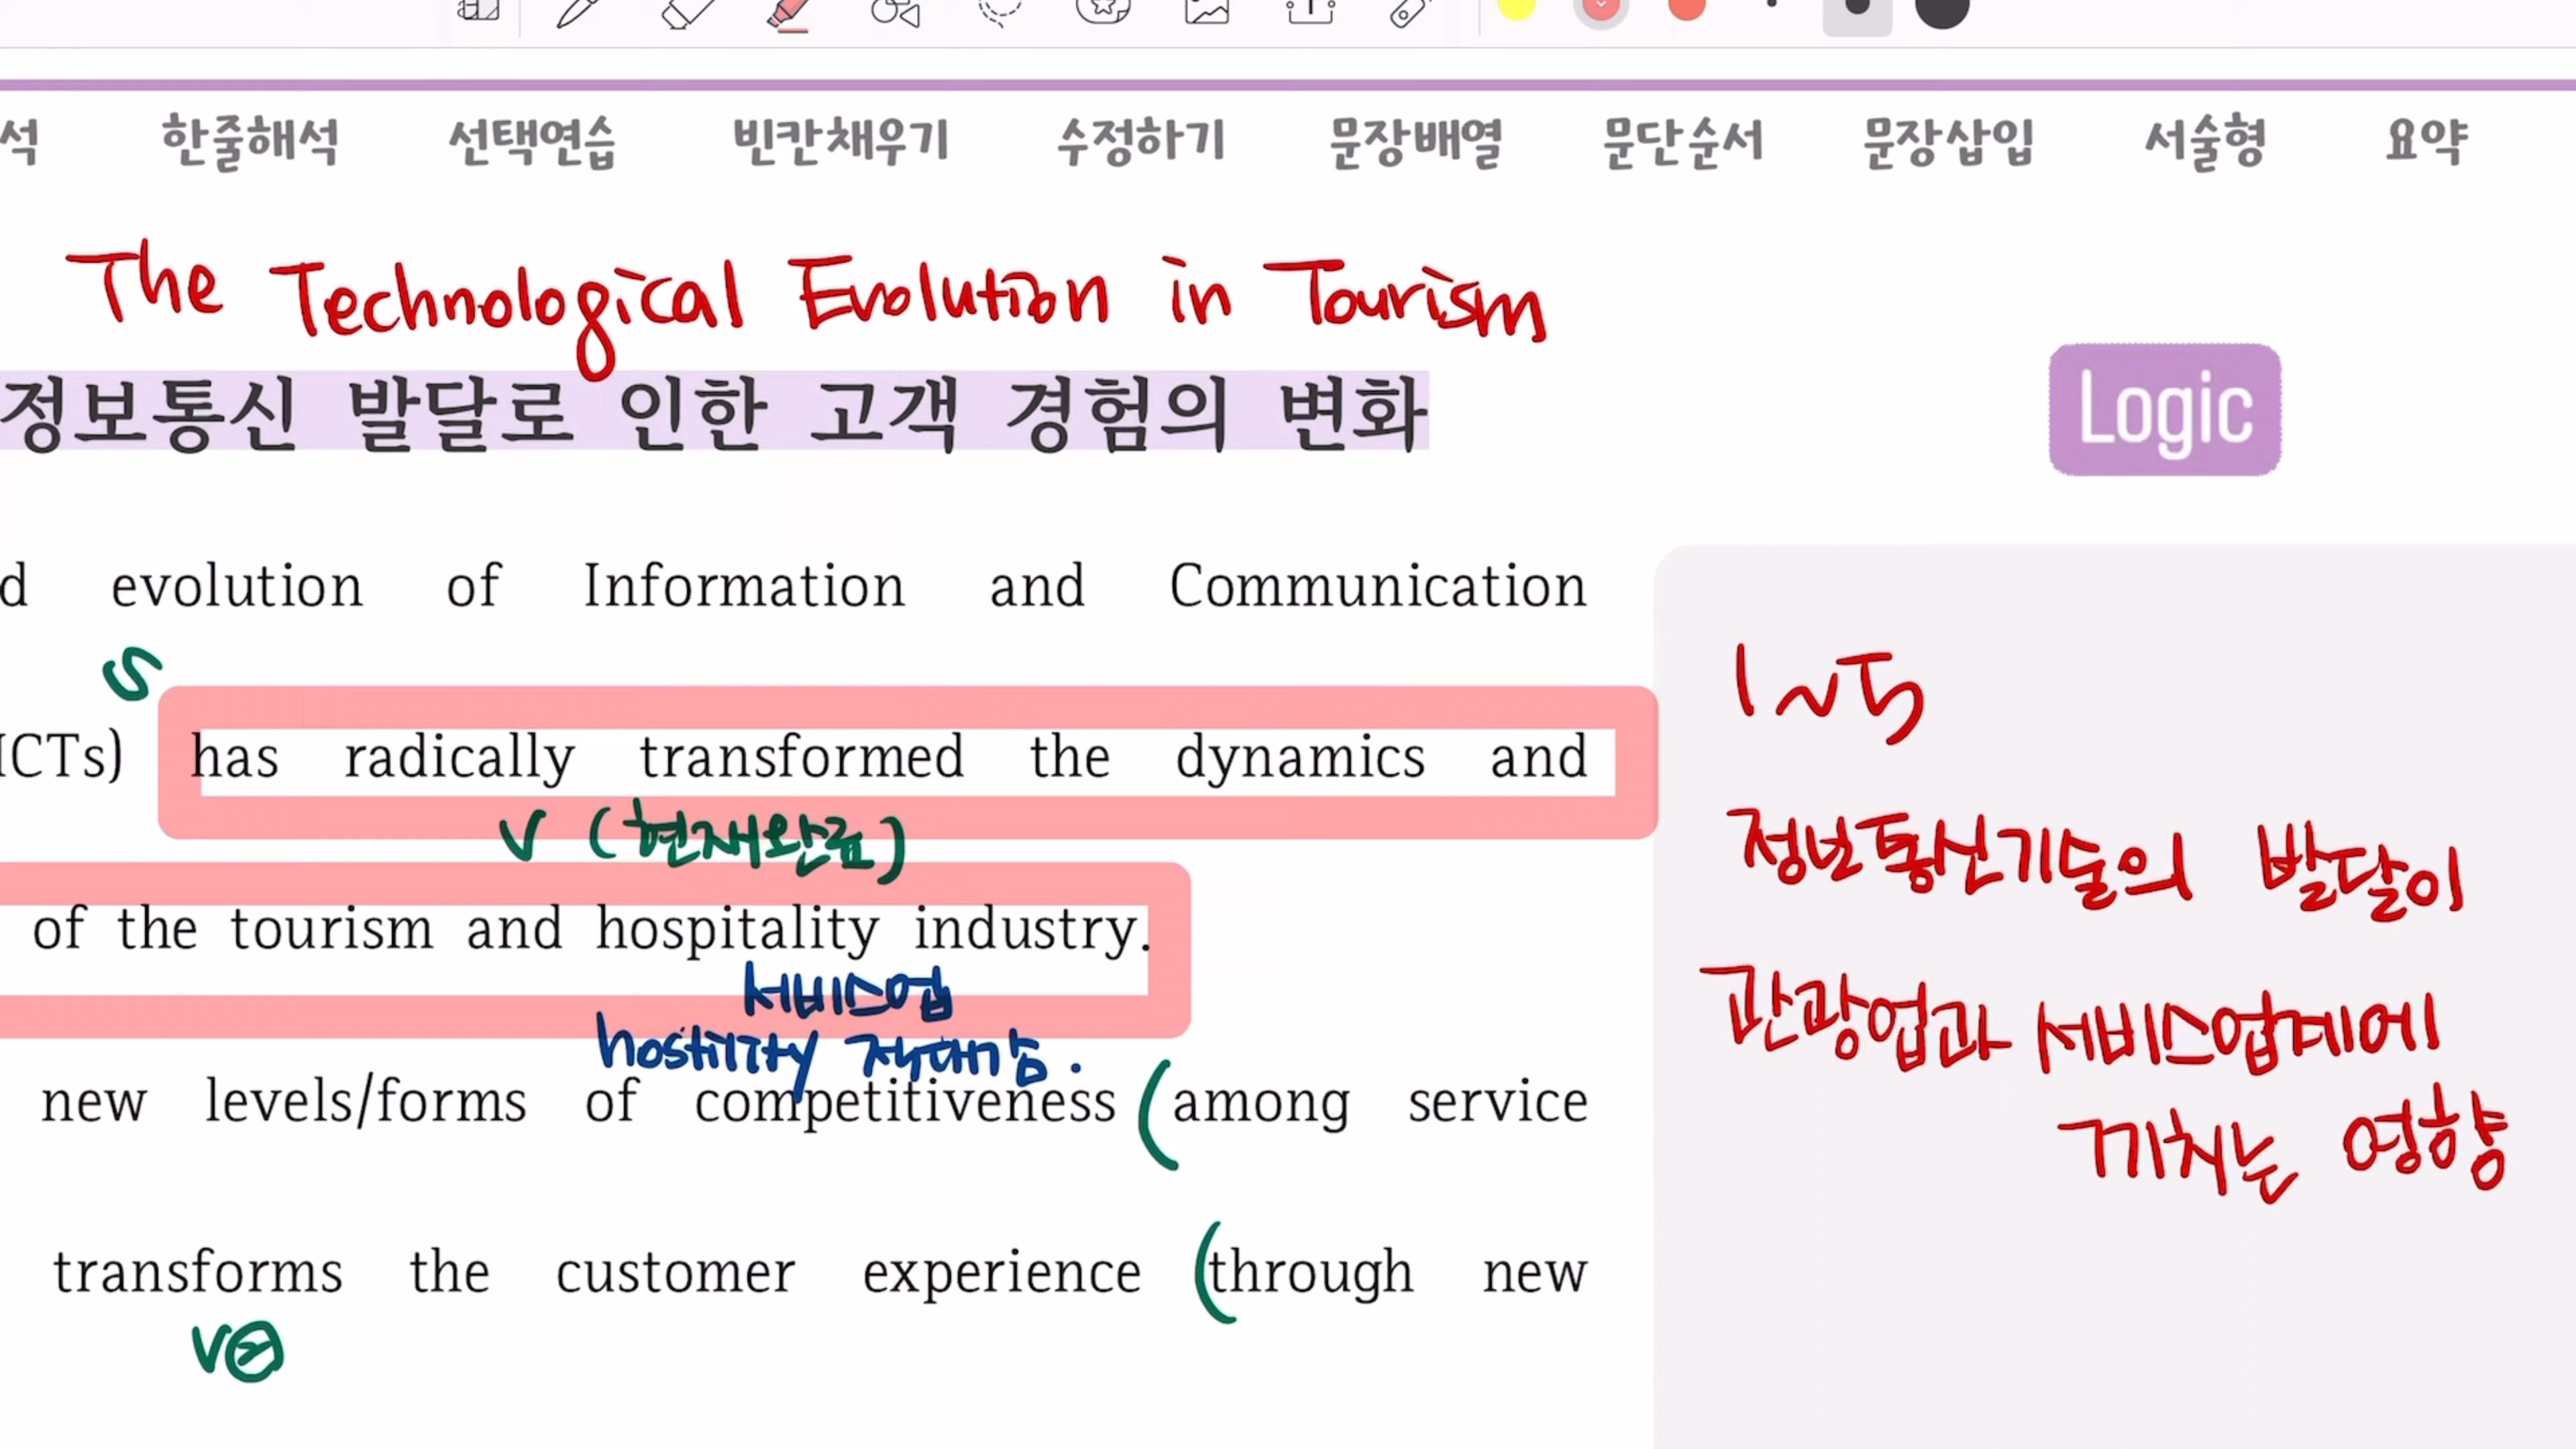 석 한줄해석 선택연습 빈칸채우기 수정하기 문장배열 문단순서 문장삽입 서술형 요약
The Technological Evolution in Tourism
정보통신 발달로 인한 고객 경험의 변화
Logic
d evolution of Information and Communication
S
ICTs) has radically transformed the dynamics and
V (현재완료)
of the tourism and hospitality industry.
서비스업
hostility 적대감.
new levels/forms of competitiveness (among service
transforms the customer experience (through new
V②
1~5
정보통신기술의 발달이
관광업과 서비스업계에
끼치는 영향